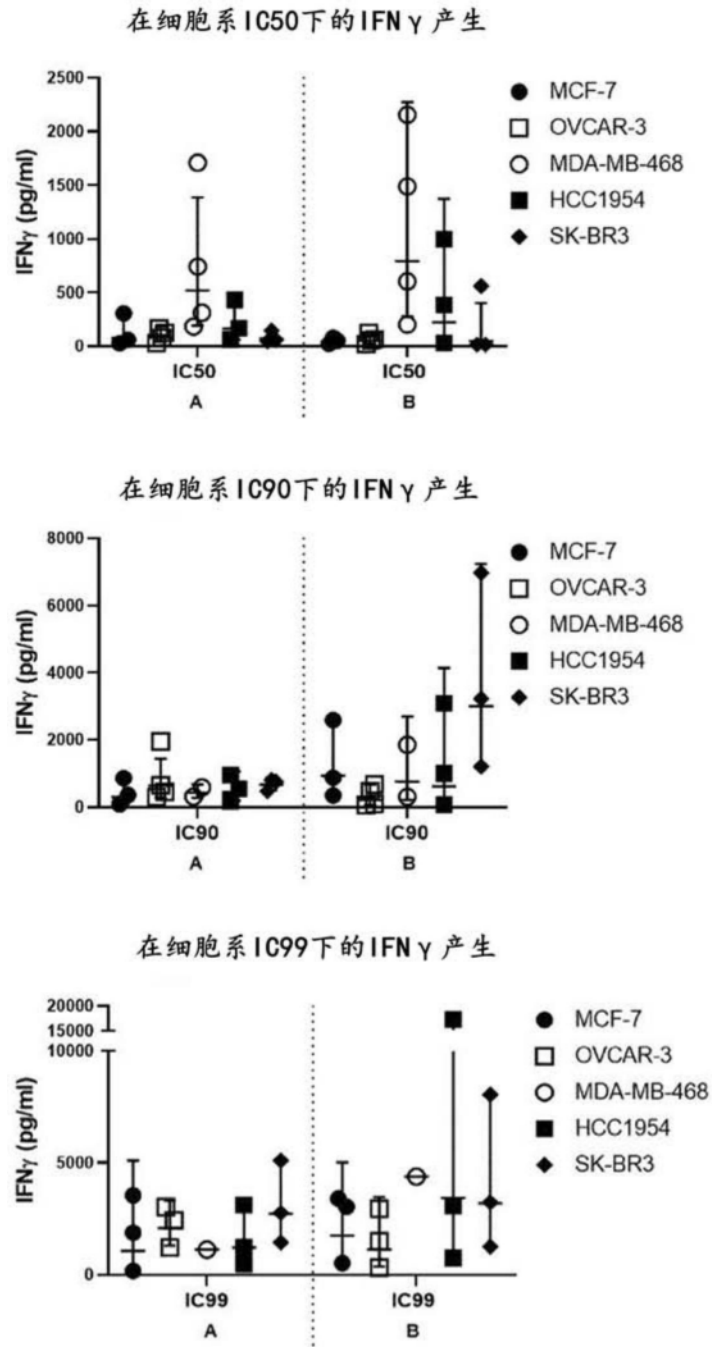 在细胞系IC50下的IFNγ产生
2500
2000
1500
1000
500
0
IFNγ (pg/ml)
IC50
A
IC50
B
MCF-7
OVCAR-3
MDA-MB-468
HCC1954
SK-BR3
在细胞系IC90下的IFNγ产生
8000
6000
4000
2000
0
IFNγ (pg/ml)
IC90
A
IC90
B
MCF-7
OVCAR-3
MDA-MB-468
HCC1954
SK-BR3
在细胞系IC99下的IFNγ产生
20000
15000
10000
5000
0
IFNγ (pg/ml)
IC99
A
IC99
B
MCF-7
OVCAR-3
MDA-MB-468
HCC1954
SK-BR3